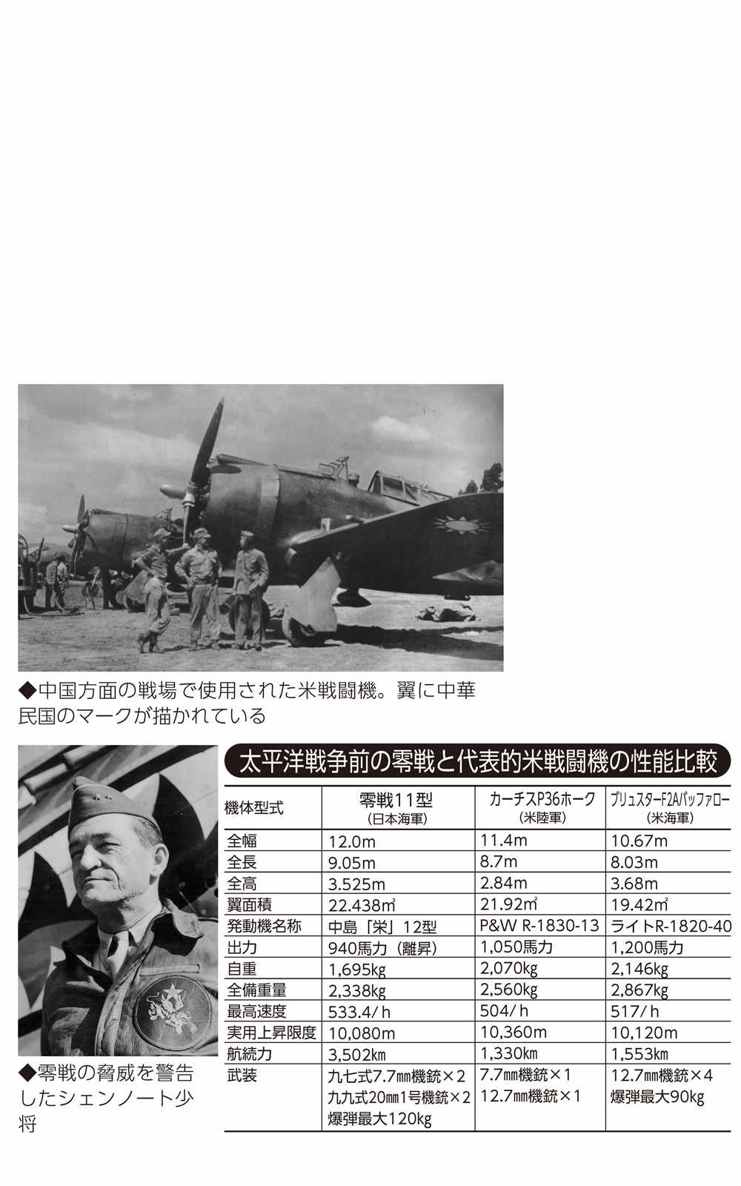 ◆中国方面の戦場で使用された米戦闘機。翼に中華
民国のマークが描かれている
太平洋戦争前の零戦と代表的米戦闘機の性能比較
機体型式 零戦11型(日本海軍) カーチスP36ホーク(米陸軍) ブリュスターF2Aバッファロー(米海軍)
全幅 12.0m 11.4m 10.67m
全長 9.05m 8.7m 8.03m
全高 3.525m 2.84m 3.68m
翼面積 22.438㎡ 21.92㎡ 19.42㎡
発動機名称 中島「栄」12型 P&W R-1830-13 ライトR-1820-40
出力 940馬力(離昇) 1,050馬力 1,200馬力
自重 1,695kg 2,070kg 2,146kg
全備重量 2,338kg 2,560kg 2,867kg
最高速度 533.4/h 504/h 517/h
実用上昇限度 10,080m 10,360m 10,120m
航続力 3,502㎞ 1,330㎞ 1,553㎞
武装 九七式7.7㎜機銃×2 7.7㎜機銃×1 12.7㎜機銃×4
九九式20㎜1号機銃×2 12.7㎜機銃×1 爆弾最大90kg
爆弾最大120kg
◆零戦の脅威を警告
したシェンノート少
将